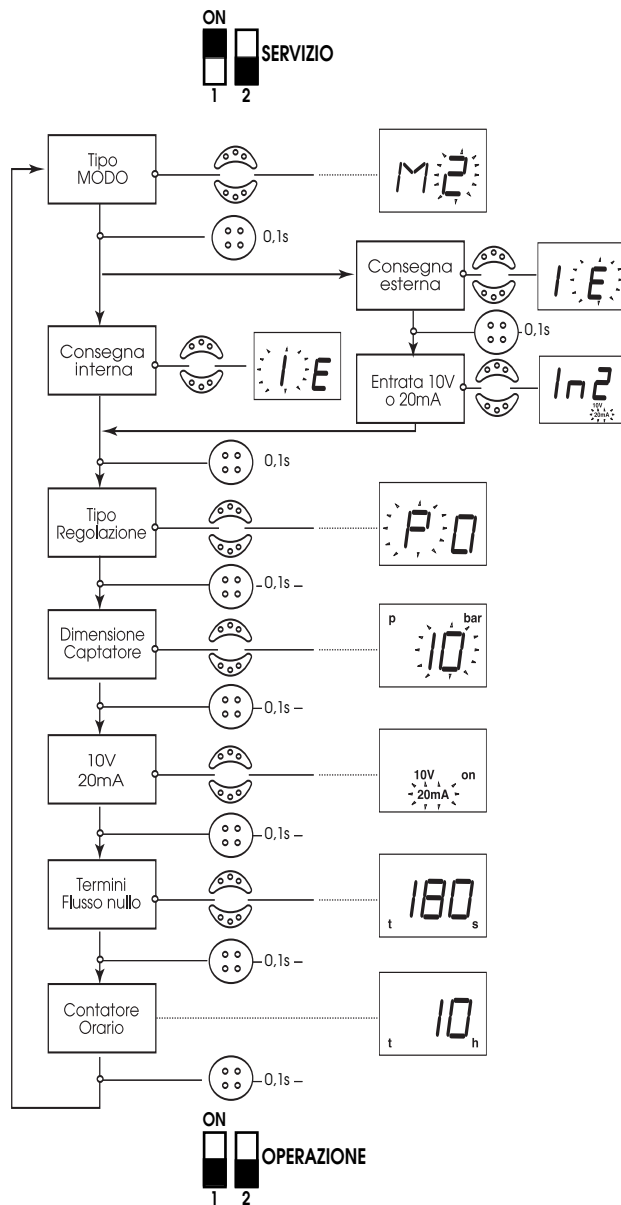 ON
SERVIZIO
1 2
Tipo
MODO
M2
0,1s
Consegna
esterna
I E
0,1s
Consegna
interna
I E
Entrata 10V
o 20mA
In2
10V
20mA
0,1s
Tipo
Regolazione
P 0
0,1s
Dimensione
Captatore
p bar
10
0,1s
10V
20mA
10V on
20mA
0,1s
Termini
Flusso nullo
180
t s
0,1s
Contatore
Orario
10
t h
0,1s
ON
OPERAZIONE
1 2